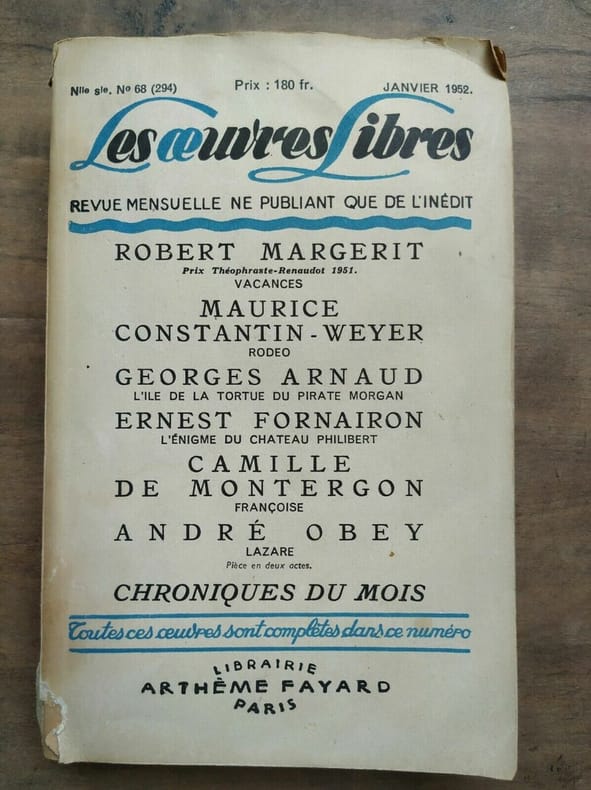 Nlle sie. No 68 (294) Prix : 180 fr. JANVIER 1952.
Les œuvres Libres
REVUE MENSUELLE NE PUBLIANT QUE DE L'INÉDIT
ROBERT MARGERIT
Prix Théophraste-Renaudot 1951.
VACANCES
MAURICE
CONSTANTIN-WEYER
RODEO
GEORGES ARNAUD
L'ILE DE LA TORTUE DU PIRATE MORGAN
ERNEST FORNAIRON
L'ÉNIGME DU CHATEAU PHILIBERT
CAMILLE
DE MONTERGON
FRANÇOISE
ANDRÉ OBEY
LAZARE
Pièce en deux actes.
CHRONIQUES DU MOIS
Toutes ces œuvres sont complètes dans ce numéro
LIBRAIRIE
ARTHÈME FAYARD
PARIS